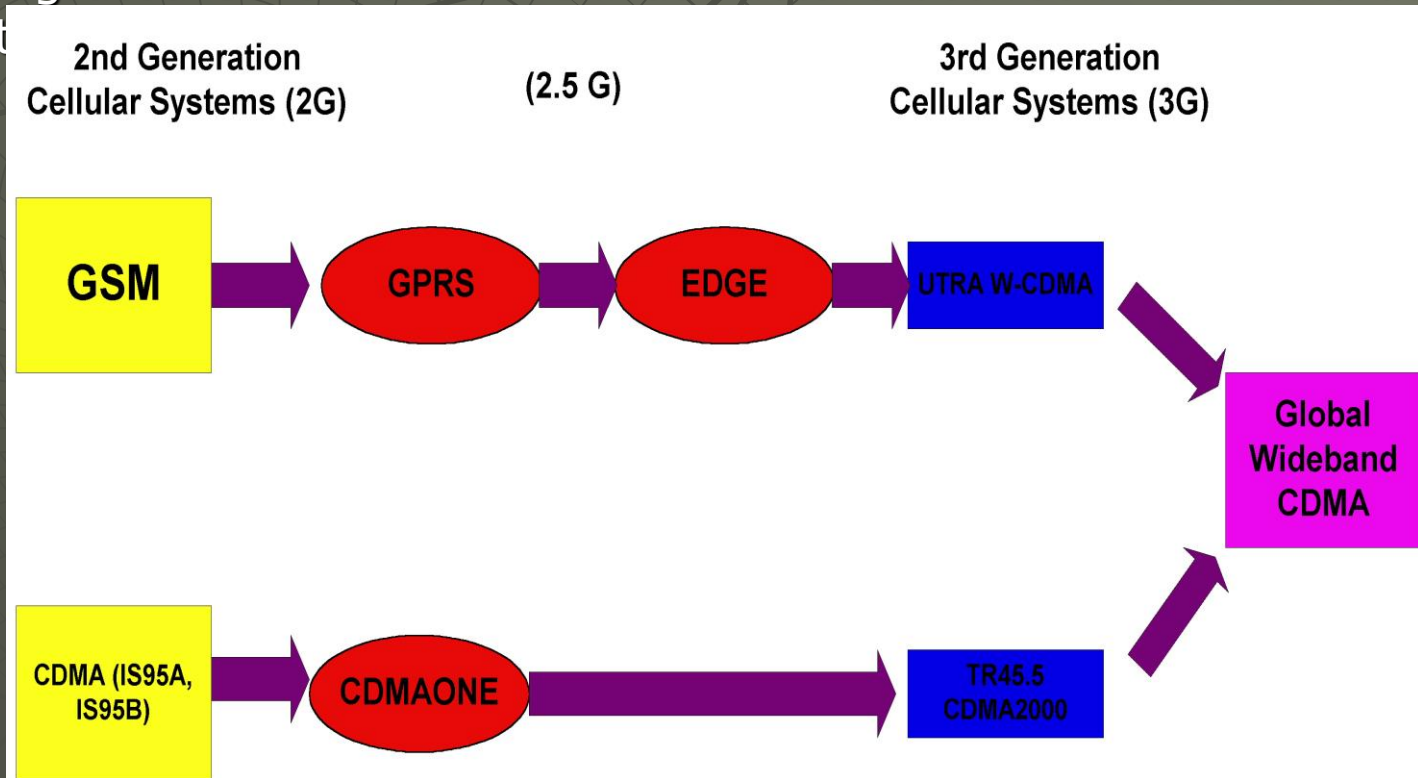 2nd Generation
Cellular Systems (2G)
(2.5 G)
3rd Generation
Cellular Systems (3G)
GSM
GPRS
EDGE
UTRA W-CDMA
Global
Wideband
CDMA
CDMA (IS95A,
IS95B)
CDMAONE
TR45.5
CDMA2000